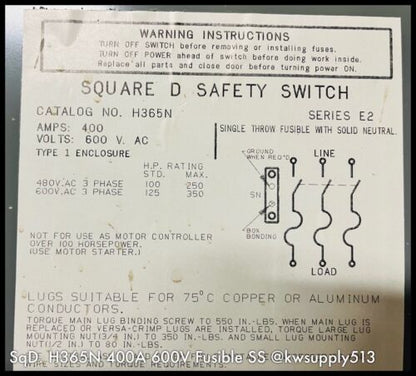 WARNING INSTRUCTIONS
TURN OFF SWITCH before removing or installing fuses.
TURN OFF POWER ahead of switch before doing work inside.
Replace all parts and close door before turning power ON.
SQUARE D SAFETY SWITCH
CATALOG NO. H365N
SERIES E2
AMPS: 400
VOLTS: 600 V. AC
SINGLE THROW FUSIBLE WITH SOLID NEUTRAL
TYPE 1 ENCLOSURE
H.P. RATING
STD. MAX.
480V.AC 3 PHASE 100 250
600V.AC 3 PHASE 125 350
GROUND
WHEN REQ'D
LINE
SN
BOX
BONDING
LOAD
NOT FOR USE AS MOTOR CONTROLLER
OVER 100 HORSEPOWER.
(USE MOTOR STARTER.)
LUGS SUITABLE FOR 75°C COPPER OR ALUMINUM
CONDUCTORS.
TORQUE MAIN LUG BINDING SCREW TO 550 IN.-LBS. WHEN MAIN LUG IS
REPLACED OR VERSA-CRIMP LUGS ARE INSTALLED, TORQUE LARGE LUG
MOUNTING NUT(3/4 IN.) TO 350 IN.-LBS. AND SMALL LUG MOUNTING
NUT(1/2 IN.) TO 80 IN.-LBS.
SqD H365N 400A 600V Fusible SS @kwsupply513
WIRE SIZES AND TORQUE REQUIREMENTS.